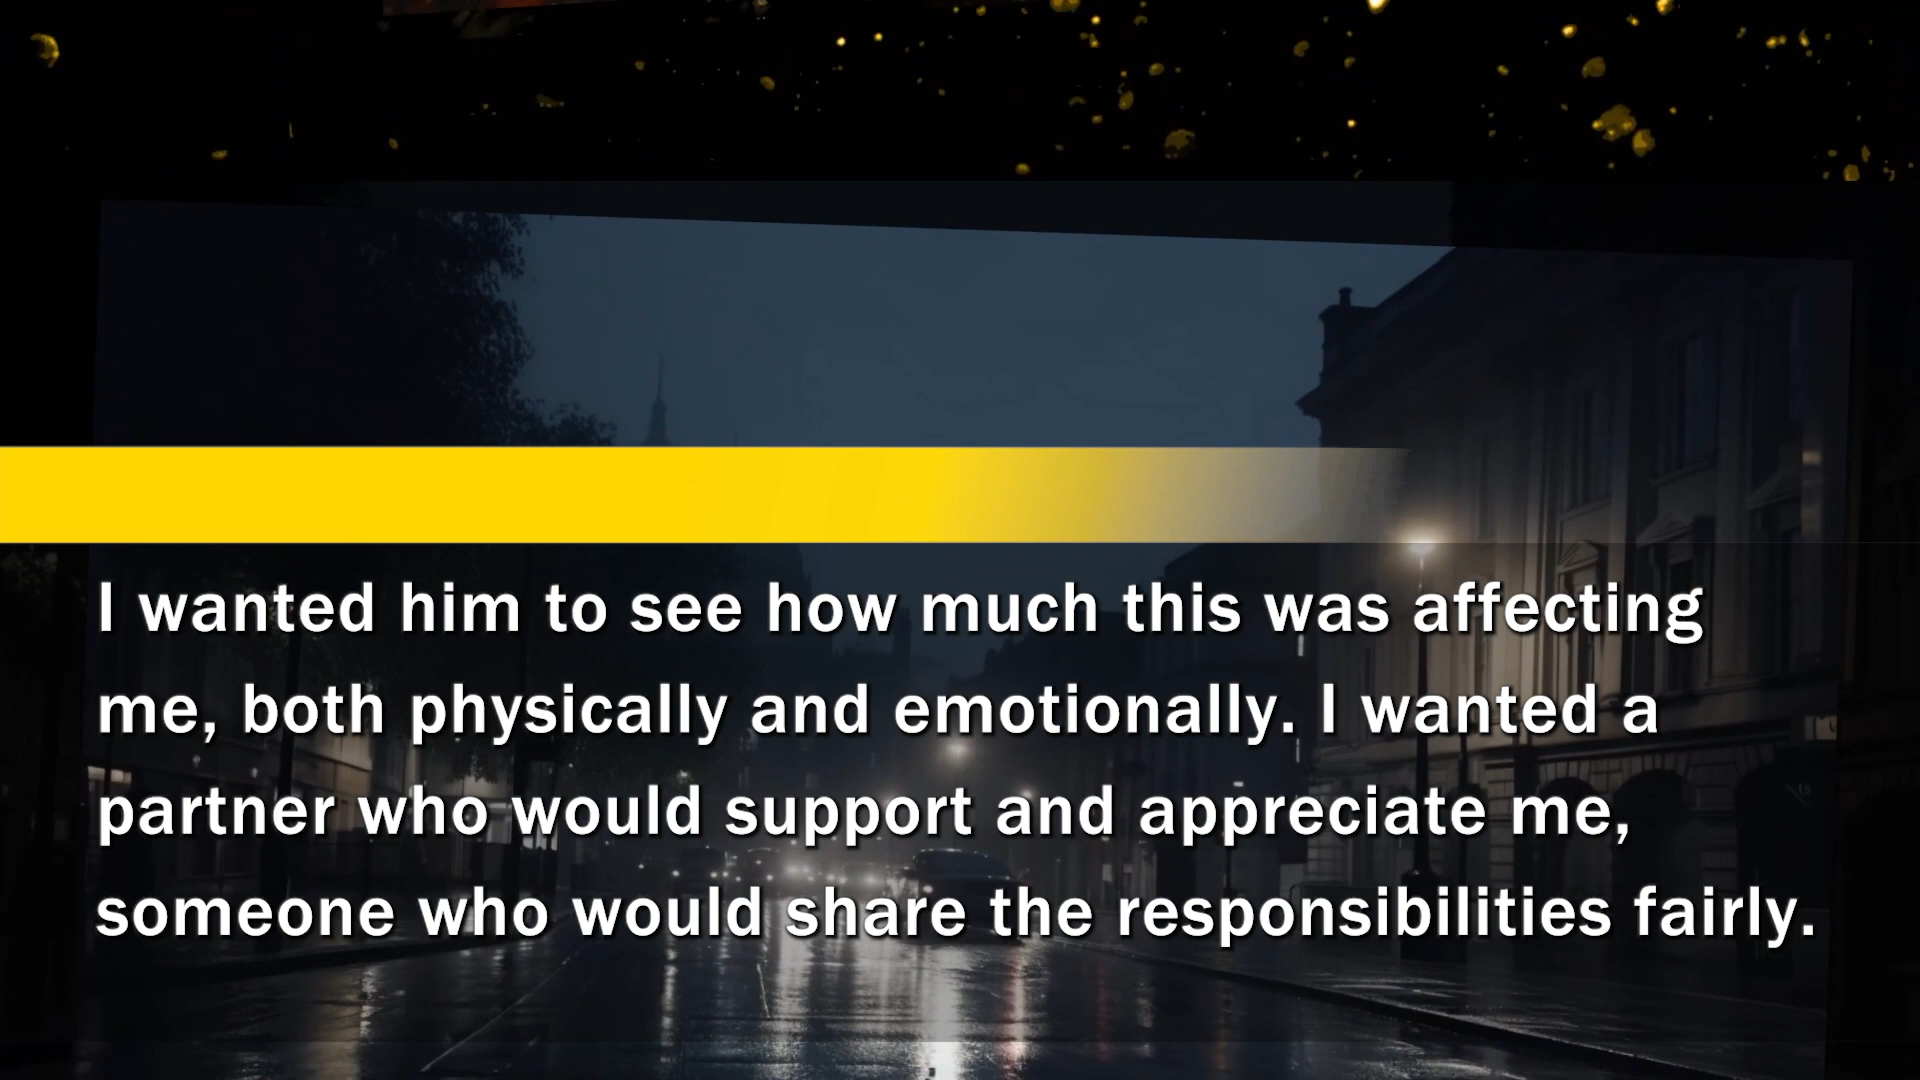 I wanted him to see how much this was affecting
me, both physically and emotionally. I wanted a
partner who would support and appreciate me,
someone who would share the responsibilities fairly.